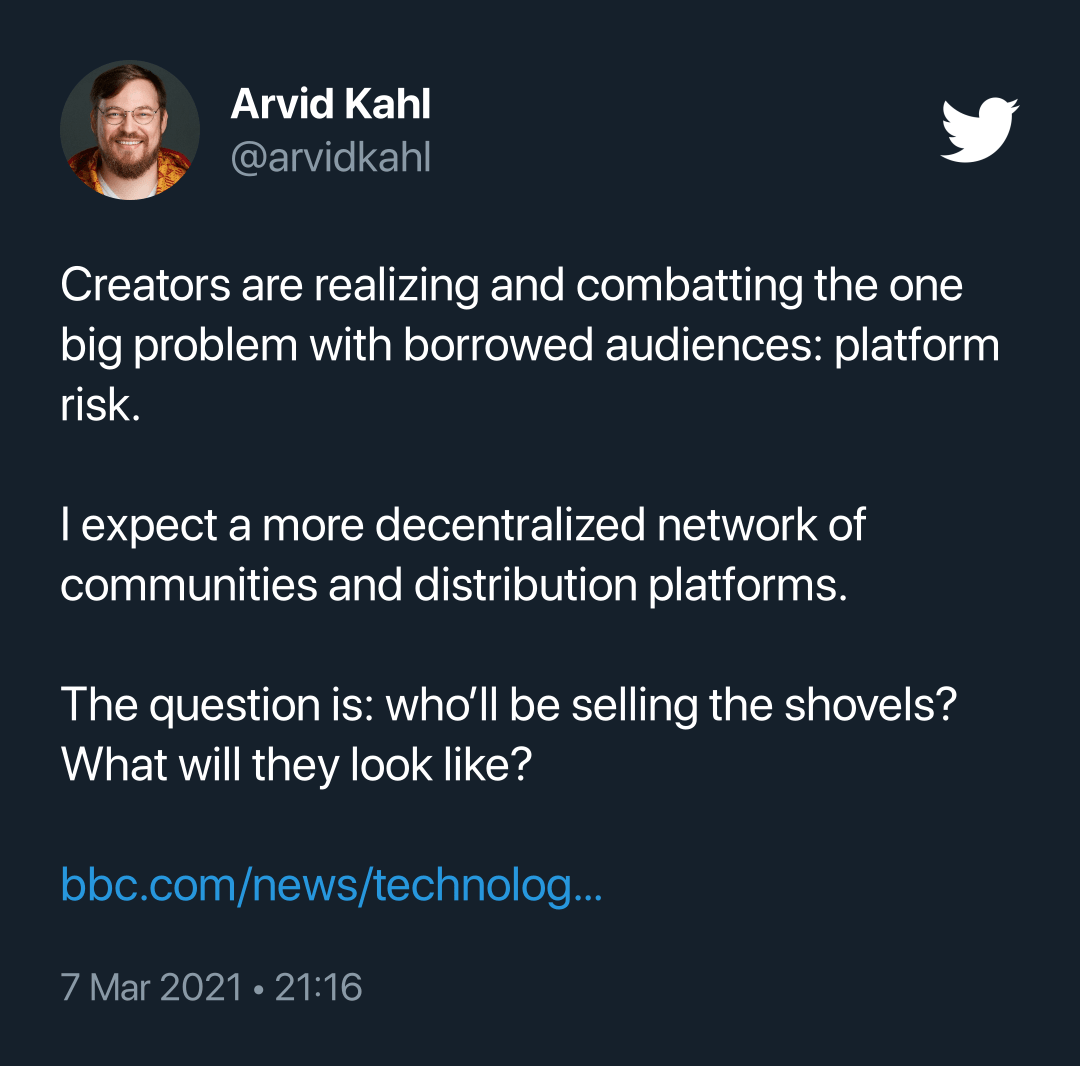 Arvid Kahl
@arvidkahl
Creators are realizing and combatting the one
big problem with borrowed audiences: platform
risk.
I expect a more decentralized network of
communities and distribution platforms.
The question is: who’ll be selling the shovels?
What will they look like?
bbc.com/news/technolog...
7 Mar 2021 • 21:16